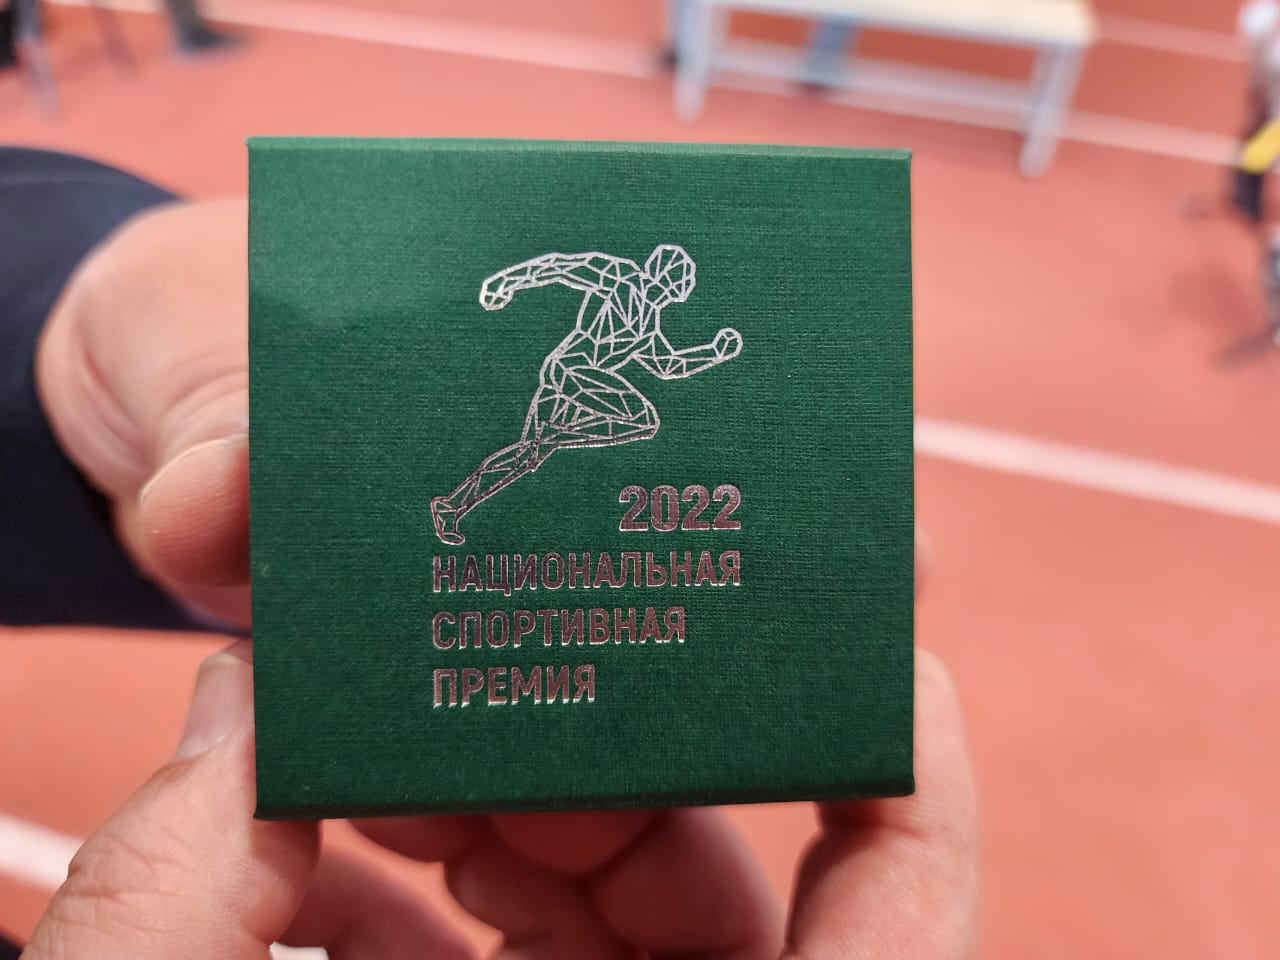 2022
НАЦИОНАЛЬНАЯ
СПОРТИВНАЯ
ПРЕМИЯ